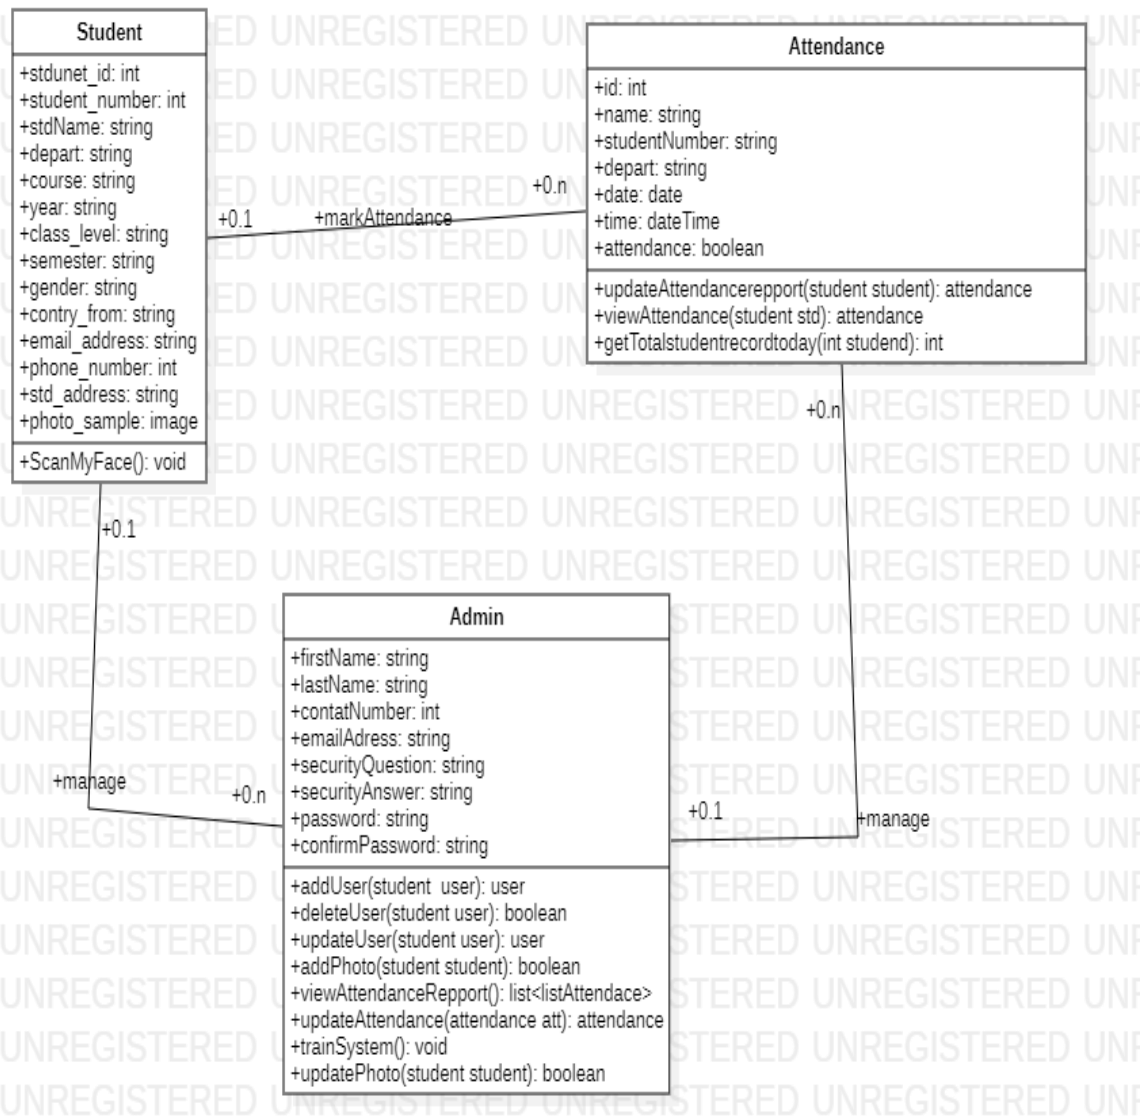 Student
+stdunet_id: int
+student_number: int
+stdName: string
+depart: string
+course: string
+year: string
+class_level: string
+semester: string
+gender: string
+contry_from: string
+email_address: string
+phone_number: int
+std_address: string
+photo_sample: image
+ScanMyFace(): void
Attendance
+id: int
+name: string
+studentNumber: string
+depart: string
+date: date
+time: dateTime
+attendance: boolean
+updateAttendancerepport(student student): attendance
+viewAttendance(student std): attendance
+getTotalstudentrecordtoday(int studend): int
+0.1
+markAttendance
+0.n
+0.n
+0.1
+manage
+0.n
Admin
+firstName: string
+lastName: string
+contatNumber: int
+emailAdress: string
+securityQuestion: string
+securityAnswer: string
+password: string
+confirmPassword: string
+addUser(student  user): user
+deleteUser(student user): boolean
+updateUser(student user): user
+addPhoto(student student): boolean
+viewAttendanceRepport(): list<listAttendace>
+updateAttendance(attendance att): attendance
+trainSystem(): void
+updatePhoto(student student): boolean
+0.1
+manage
UNREGISTERED